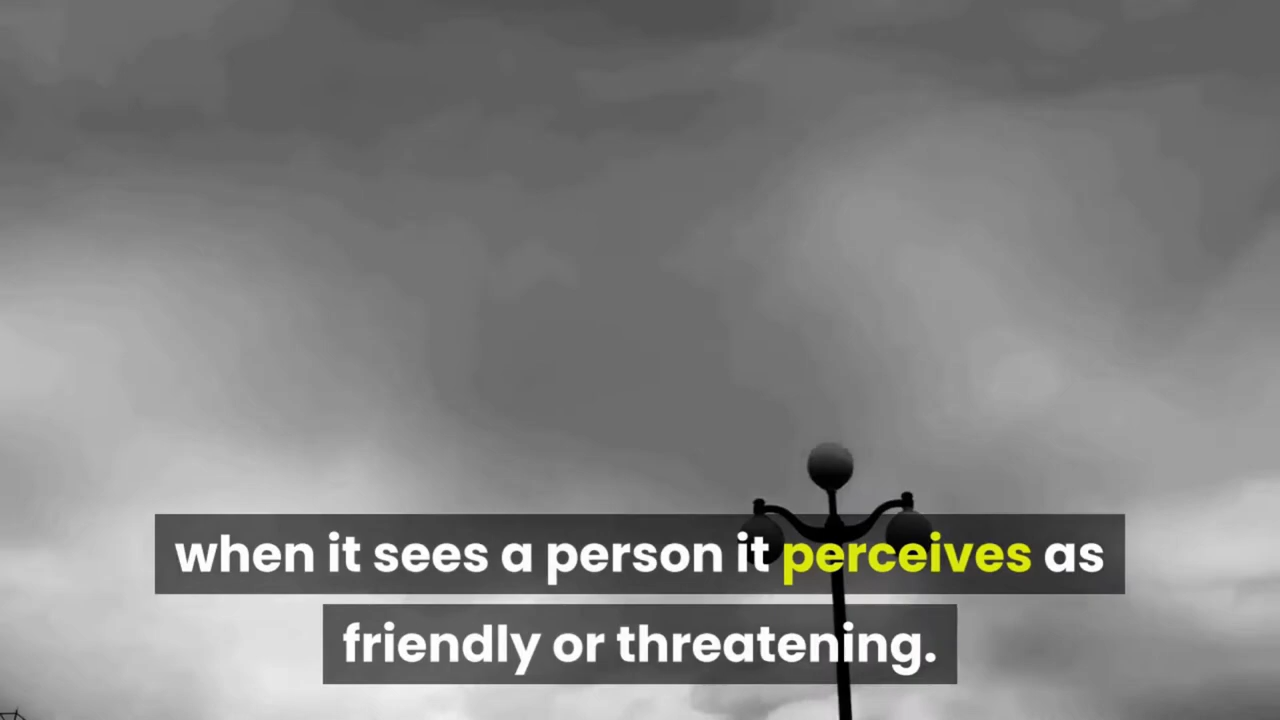 when it sees a person it perceives as
friendly or threatening.